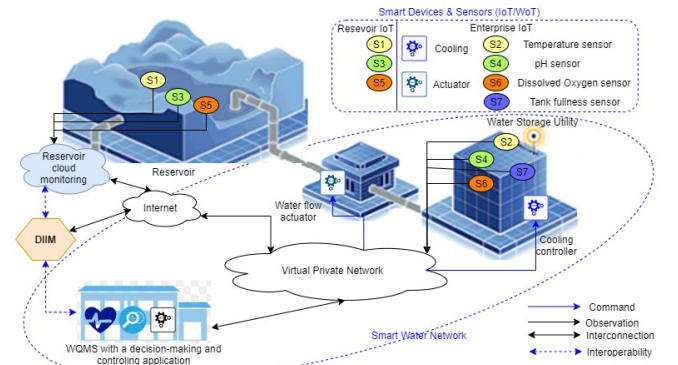 Smart Devices & Sensors (IoT/WoT)
Resevoir IoT
Enterprise IoT
S1
Cooling
S2
Temperature sensor
S3
S4
pH sensor
S5
Actuator
S6
Dissolved Oxygen sensor
S7
Tank fullness sensor
S1
S3
S5
Water Storage Utility
S2
S4
S7
S6
Reservoir
cloud
monitoring
Reservoir
Internet
Water flow
actuator
DIIM
Cooling
controller
Virtual Private Network
WQMS with a decision-making and
controling application
Smart Water Network
Command
Observation
Interconnection
Interoperability